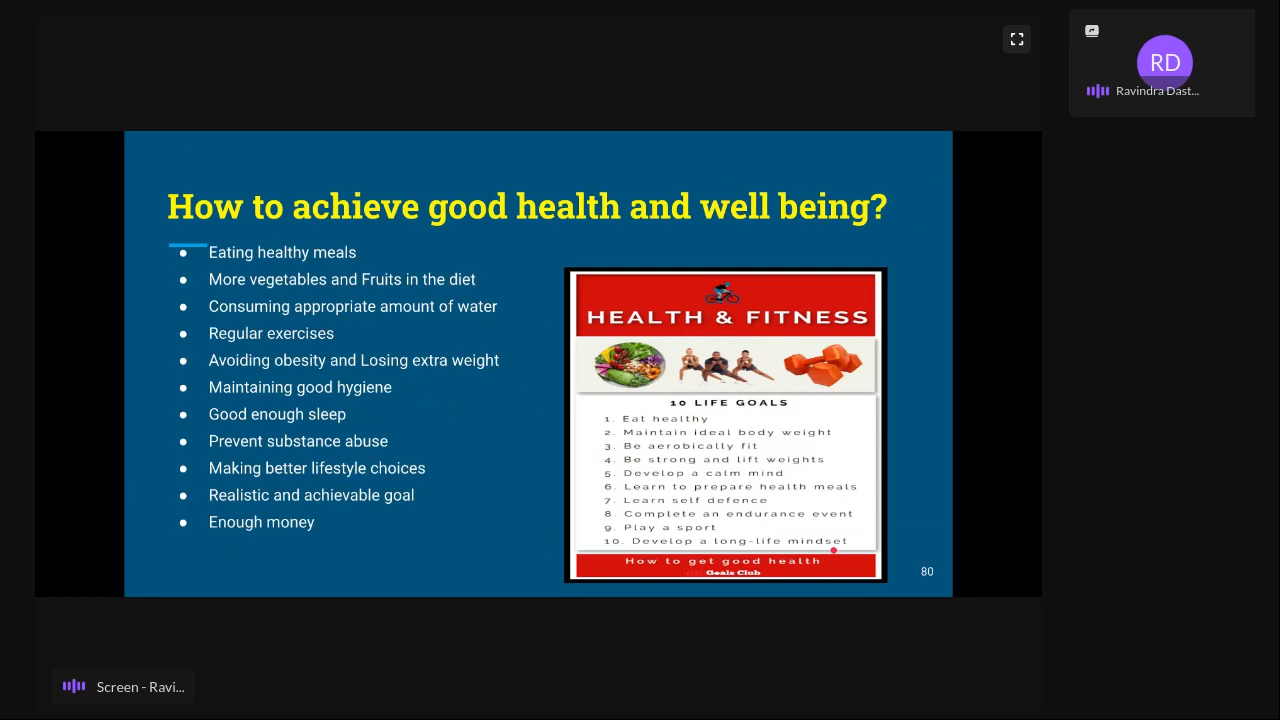 RD
Ravindra Dast...
How to achieve good health and well being?
● Eating healthy meals
● More vegetables and Fruits in the diet
● Consuming appropriate amount of water
● Regular exercises
● Avoiding obesity and Losing extra weight
● Maintaining good hygiene
● Good enough sleep
● Prevent substance abuse
● Making better lifestyle choices
● Realistic and achievable goal
● Enough money
HEALTH & FITNESS
10 LIFE GOALS
1. Eat healthy
2. Maintain ideal body weight
3. Be aerobically fit
4. Be strong and lift weights
5. Develop a calm mind
6. Learn to prepare health meals
7. Learn self defence
8. Complete an endurance event
9. Play a sport
10. Develop a long-life mindset
How to get good health
Goals Club
80
Screen - Ravi...